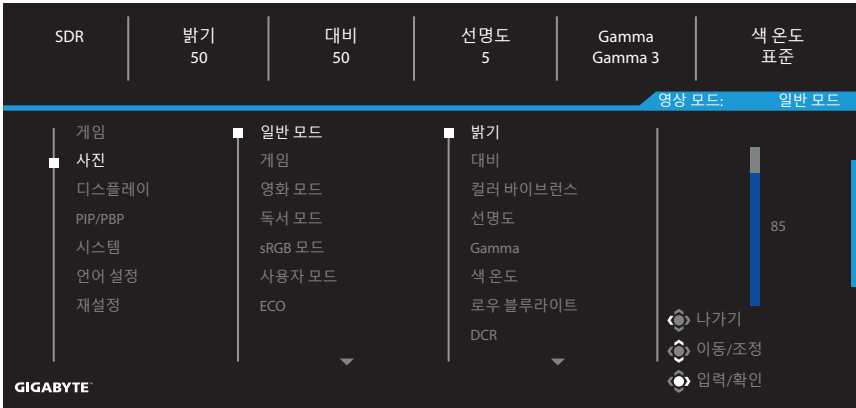 SDR
밝기
50
대비
50
선명도
5
Gamma
Gamma 3
색 온도
표준
영상 모드: 일반 모드
게임
사진
디스플레이
PIP/PBP
시스템
언어 설정
재설정
일반 모드
게임
영화 모드
독서 모드
sRGB 모드
사용자 모드
ECO
밝기
대비
컬러 바이브런스
선명도
Gamma
색 온도
로우 블루라이트
DCR
85
나가기
이동/조정
입력/확인
GIGABYTE™